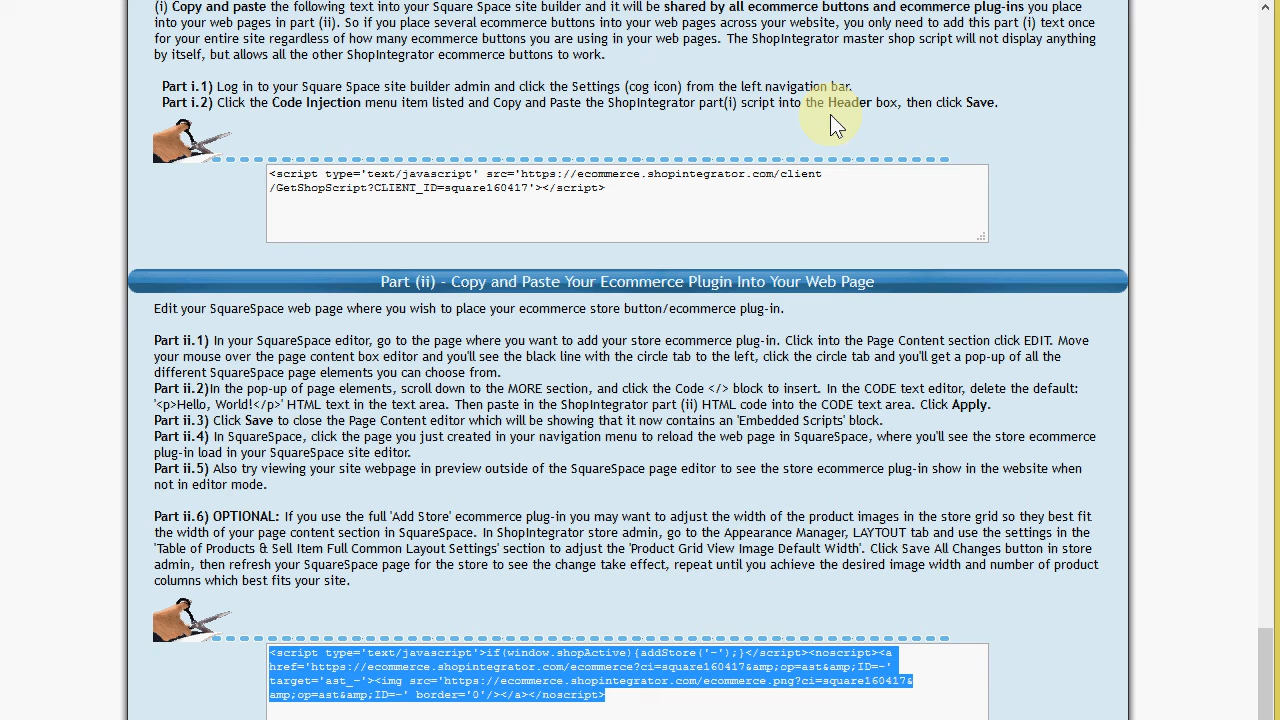 (i) Copy and paste the following text into your Square Space site builder and it will be shared by all ecommerce buttons and ecommerce plug-ins you place
into your web pages in part (ii). So if you place several ecommerce buttons into your web pages across your website, you only need to add this part (i) text once
for your entire site regardless of how many ecommerce buttons you are using in your web pages. The ShopIntegrator master shop script will not display anything
by itself, but allows all the other ShopIntegrator ecommerce buttons to work.
Part i.1) Log in to your Square Space site builder admin and click the Settings (cog icon) from the left navigation bar.
Part i.2) Click the Code Injection menu item listed and Copy and Paste the ShopIntegrator part(i) script into the Header box, then click Save.
<script type='text/javascript' src='https://ecommerce.shopintegrator.com/client
/GetShopScript?CLIENT_ID=square160417'></script>
Part (ii) - Copy and Paste Your Ecommerce Plugin Into Your Web Page
Edit your SquareSpace web page where you wish to place your ecommerce store button/ecommerce plug-in.
Part ii.1) In your SquareSpace editor, go to the page where you want to add your store ecommerce plug-in. Click into the Page Content section click EDIT. Move
your mouse over the page content box editor and you'll see the black line with the circle tab to the left, click the circle tab and you'll get a pop-up of all the
different SquareSpace page elements you can choose from.
Part ii.2)In the pop-up of page elements, scroll down to the MORE section, and click the Code </> block to insert. In the CODE text editor, delete the default:
'<p>Hello, World!</p>' HTML text in the text area. Then paste in the ShopIntegrator part (ii) HTML code into the CODE text area. Click Apply.
Part ii.3) Click Save to close the Page Content editor which will be showing that it now contains an 'Embedded Scripts' block.
Part ii.4) In SquareSpace, click the page you just created in your navigation menu to reload the web page in SquareSpace, where you'll see the store ecommerce
plug-in load in your SquareSpace site editor.
Part ii.5) Also try viewing your site webpage in preview outside of the SquareSpace page editor to see the store ecommerce plug-in show in the website when
not in editor mode.
Part ii.6) OPTIONAL: If you use the full 'Add Store' ecommerce plug-in you may want to adjust the width of the product images in the store grid so they best fit
the width of your page content section in SquareSpace. In ShopIntegrator store admin, go to the Appearance Manager, LAYTOUT tab and use the settings in the
'Table of Products & Sell Item Full Common Layout Settings' section to adjust the 'Product Grid View Image Default Width'. Click Save All Changes button in store
admin, then refresh your SquareSpace page for the store to see the change take effect, repeat until you achieve the desired image width and number of product
columns which best fits your site.
<script type='text/javascript'>if(window.shopActive){addStore('-');}</script><noscript><a
href='https://ecommerce.shopintegrator.com/ecommerce?ci=square160417&amp;op=ast&amp;ID=-'
target='ast_-'><img src='https://ecommerce.shopintegrator.com/ecommerce.png?ci=square160417&
amp;op=ast&amp;ID=-' border='0'/></a></noscript>